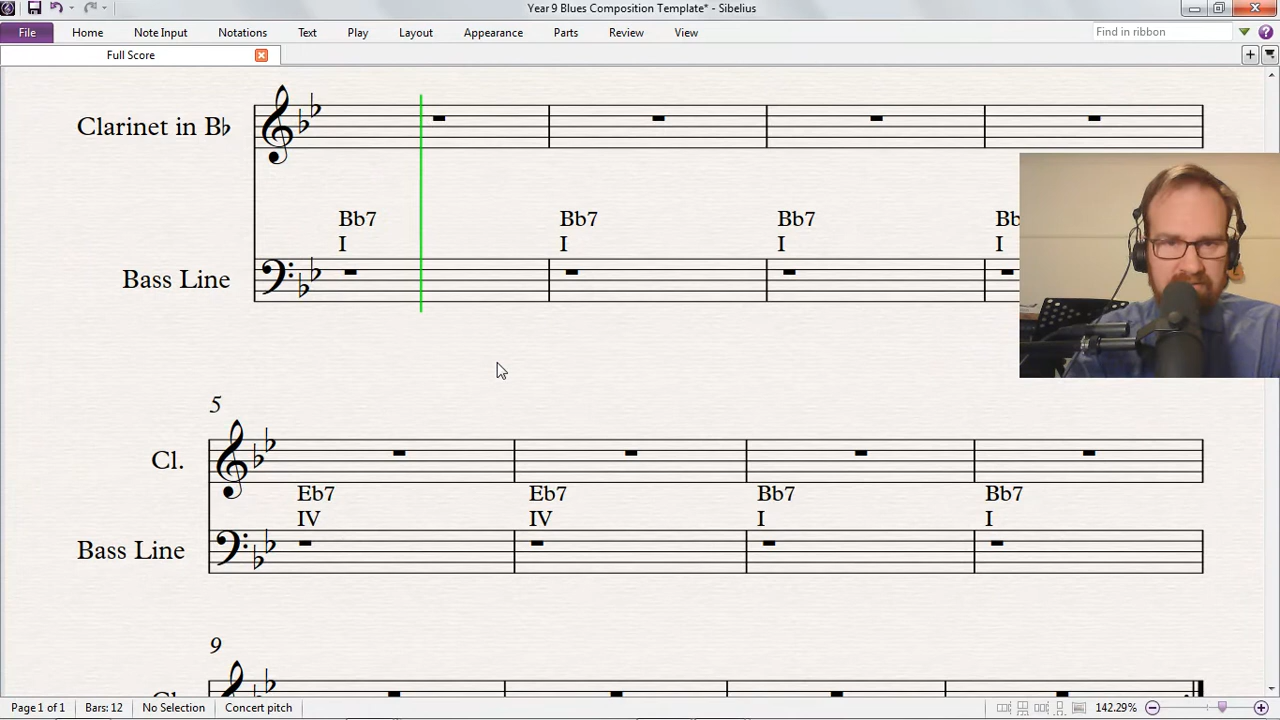 Year 9 Blues Composition Template* - Sibelius
File Home Note Input Notations Text Play Layout Appearance Parts Review View Find in ribbon
Full Score
Clarinet in B♭
Bb7 Bb7 Bb7 Bb
I I I I
Bass Line
5
Cl.
Eb7 Eb7 Bb7 Bb7
IV IV I I
Bass Line
9
Page 1 of 1 Bars: 12 No Selection Concert pitch 142.29%